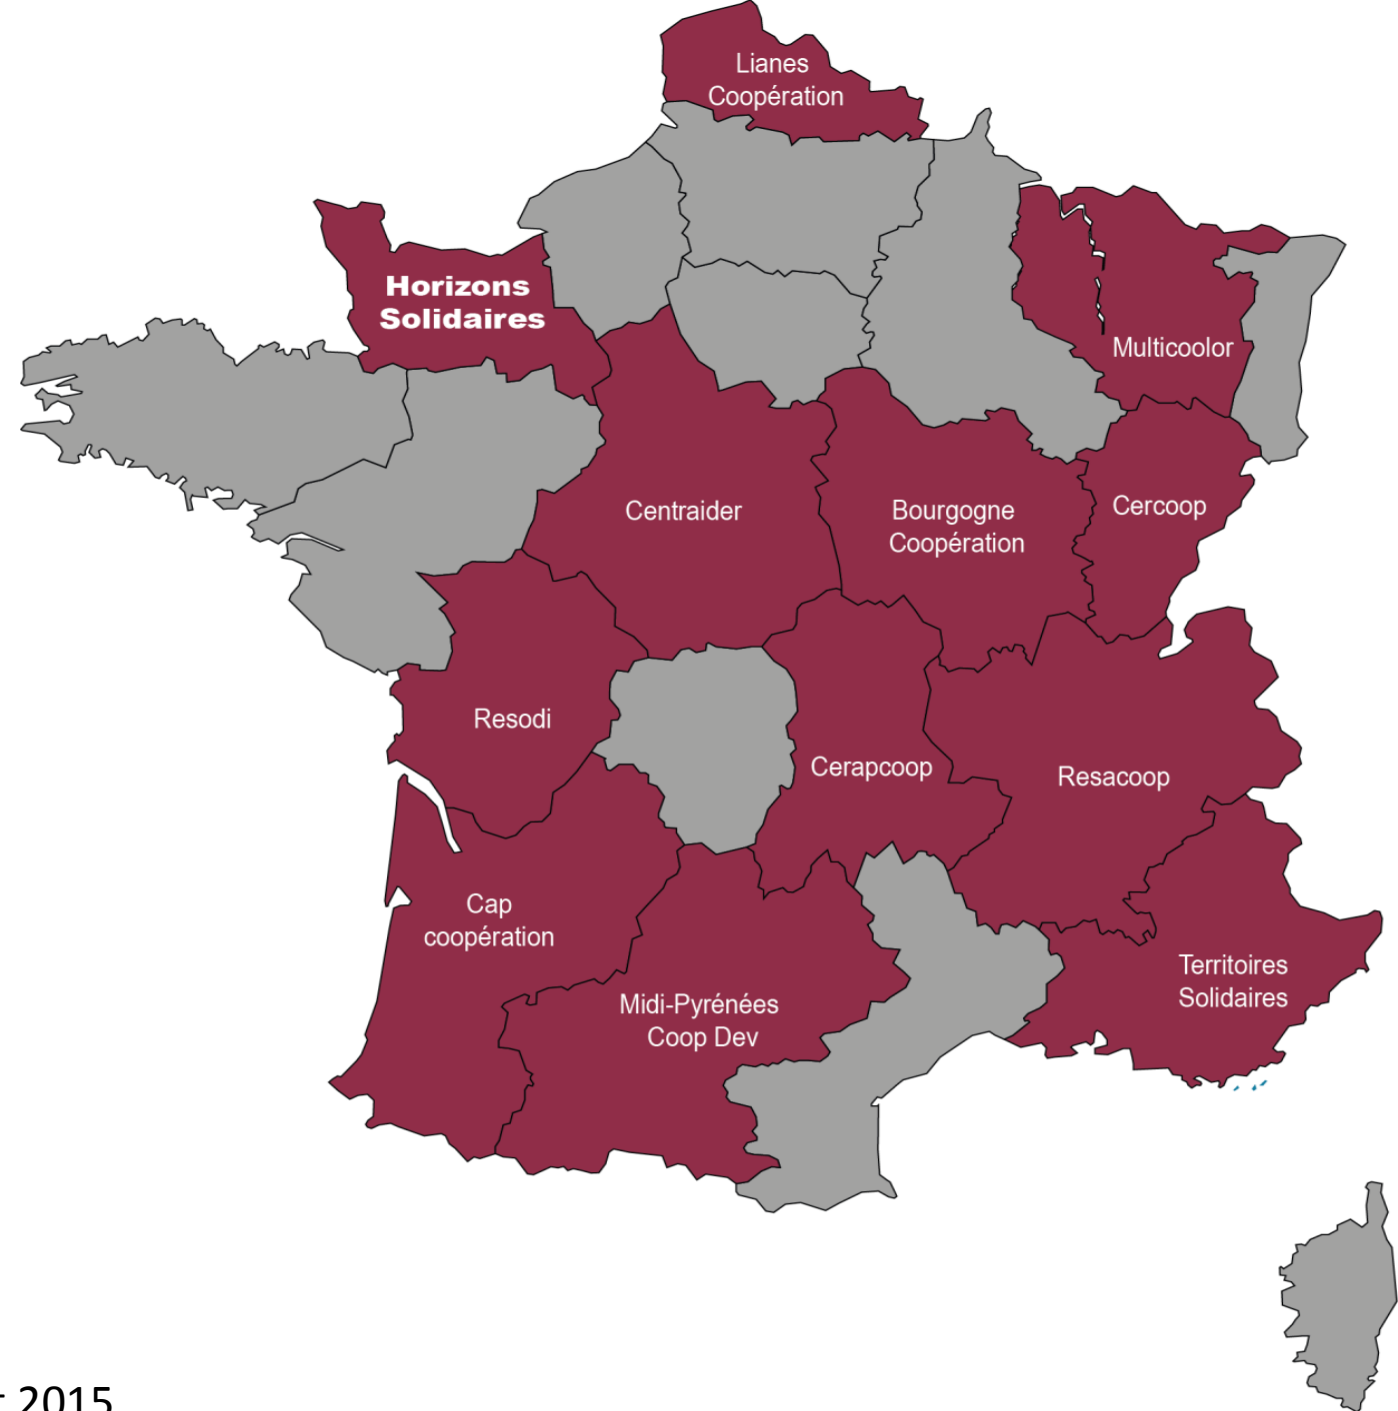 Lianes
Coopération
Horizons
Solidaires
Multicoolor
Centraider
Bourgogne
Coopération
Cercoop
Resodi
Cerapcoop
Resacoop
Cap
coopération
Midi-Pyrénées
Coop Dev
Territoires
Solidaires
2015